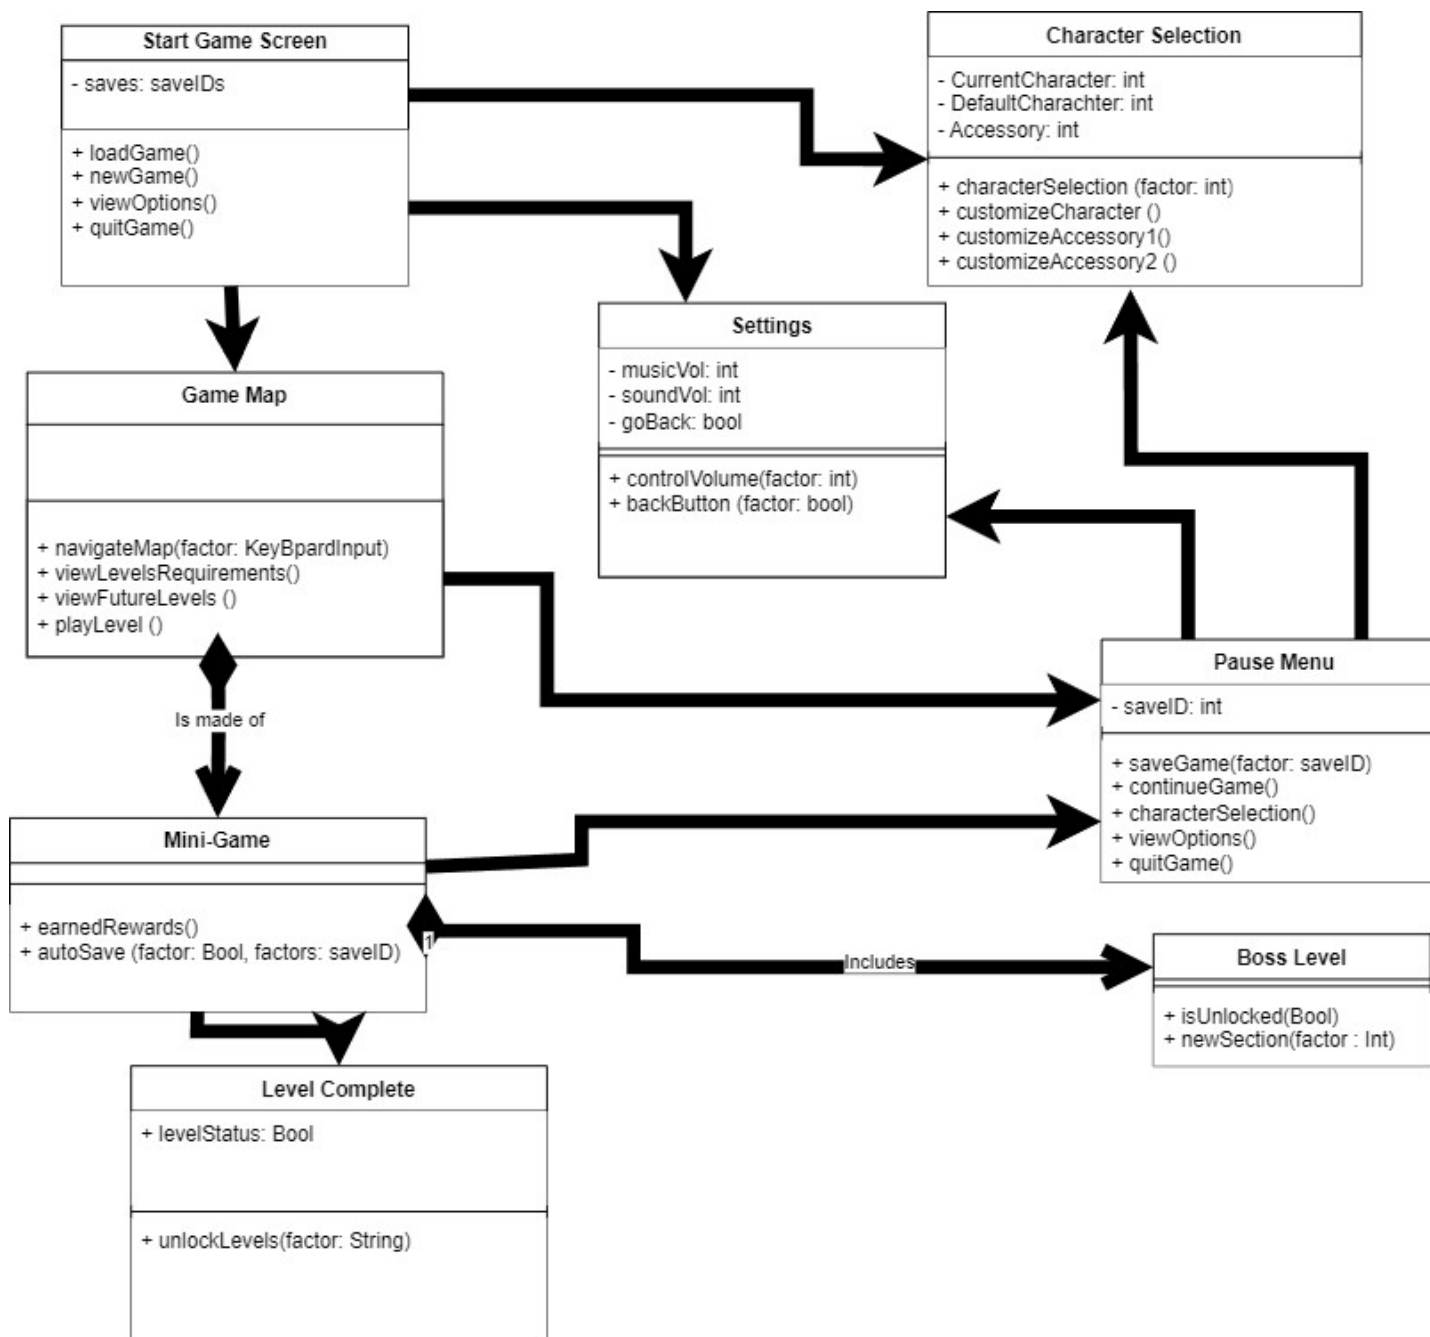 Start Game Screen
- saves: saveIDs
+ loadGame()
+ newGame()
+ viewOptions()
+ quitGame()
Character Selection
- CurrentCharacter: int
- DefaultCharachter: int
- Accessory: int
+ characterSelection (factor: int)
+ customizeCharacter ()
+ customizeAccessory1()
+ customizeAccessory2 ()
Settings
- musicVol: int
- soundVol: int
- goBack: bool
+ controlVolume(factor: int)
+ backButton (factor: bool)
Game Map
+ navigateMap(factor: KeyBpardInput)
+ viewLevelsRequirements()
+ viewFutureLevels ()
+ playLevel ()
Is made of
Pause Menu
- saveID: int
+ saveGame(factor: saveID)
+ continueGame()
+ characterSelection()
+ viewOptions()
+ quitGame()
Mini-Game
+ earnedRewards()
+ autoSave (factor: Bool, factors: saveID)
1
Includes
Boss Level
+ isUnlocked(Bool)
+ newSection(factor : Int)
Level Complete
+ levelStatus: Bool
+ unlockLevels(factor: String)